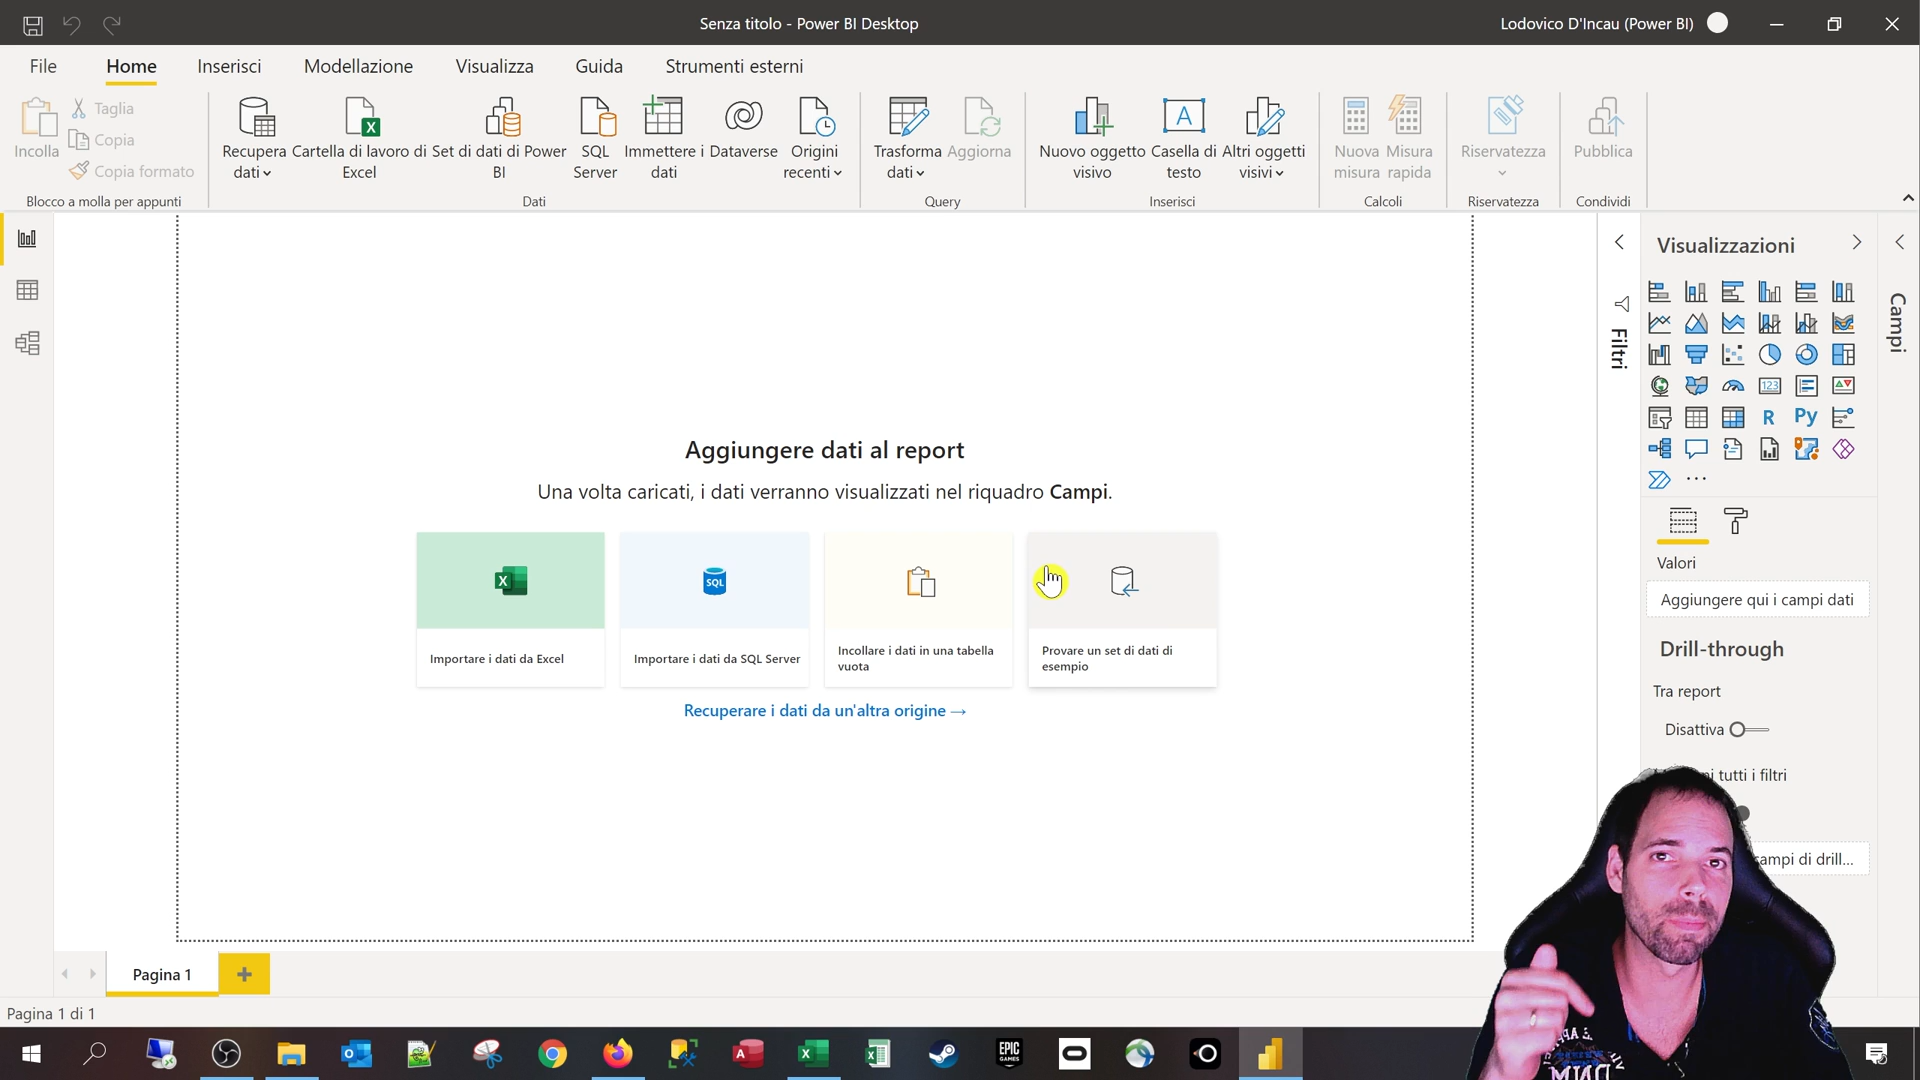 Senza titolo - Power BI Desktop
Lodovico D'Incau (Power BI)
File
Home
Inserisci
Modellazione
Visualizza
Guida
Strumenti esterni
Incolla
Taglia
Copia
Copia formato
Blocco a molla per appunti
Recupera
dati
Cartella di lavoro di
Excel
Set di dati di Power
BI
SQL
Server
Immettere i
dati
Dataverse
Origini
recenti
Dati
Trasforma
dati
Aggiorna
Query
Nuovo oggetto
visivo
A
Casella di
testo
Altri oggetti
visivi
Inserisci
Nuova
misura
Misura
rapida
Calcoli
Riservatezza
Riservatezza
Pubblica
Condividi
Filtri
Visualizzazioni
Campi
123
R
Py
...
Valori
Aggiungere qui i campi dati
Drill-through
Tra report
Disattiva
i tutti i filtri
campi di drill...
Aggiungere dati al report
Una volta caricati, i dati verranno visualizzati nel riquadro Campi.
X
SQL
Importare i dati da Excel
Importare i dati da SQL Server
Incollare i dati in una tabella
vuota
Provare un set di dati di
esempio
Recuperare i dati da un'altra origine →
Pagina 1
Pagina 1 di 1
EPIC
GAMES